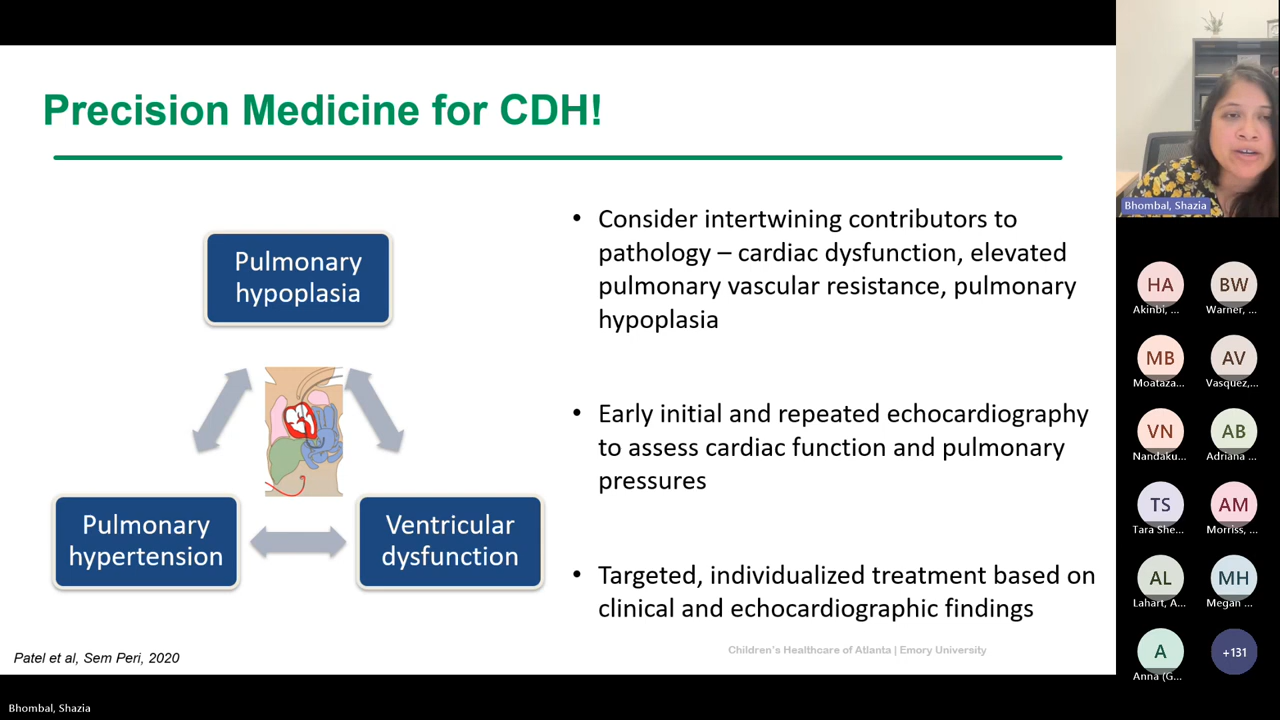 Precision Medicine for CDH!
Pulmonary
hypoplasia
Pulmonary
hypertension
Ventricular
dysfunction
• Consider intertwining contributors to
pathology – cardiac dysfunction, elevated
pulmonary vascular resistance, pulmonary
hypoplasia
• Early initial and repeated echocardiography
to assess cardiac function and pulmonary
pressures
• Targeted, individualized treatment based on
clinical and echocardiographic findings
Patel et al, Sem Peri, 2020
Children's Healthcare of Atlanta | Emory University
Bhombal, Shazia
HA
Akinbi, ...
BW
Warner, ...
MB
Moataza...
AV
Vasquez,...
VN
Nandaku...
AB
Adriana ...
TS
Tara She...
AM
Morriss, ...
AL
Lahart, A...
MH
Megan ...
A
Anna (G...
+131
Bhombal, Shazia